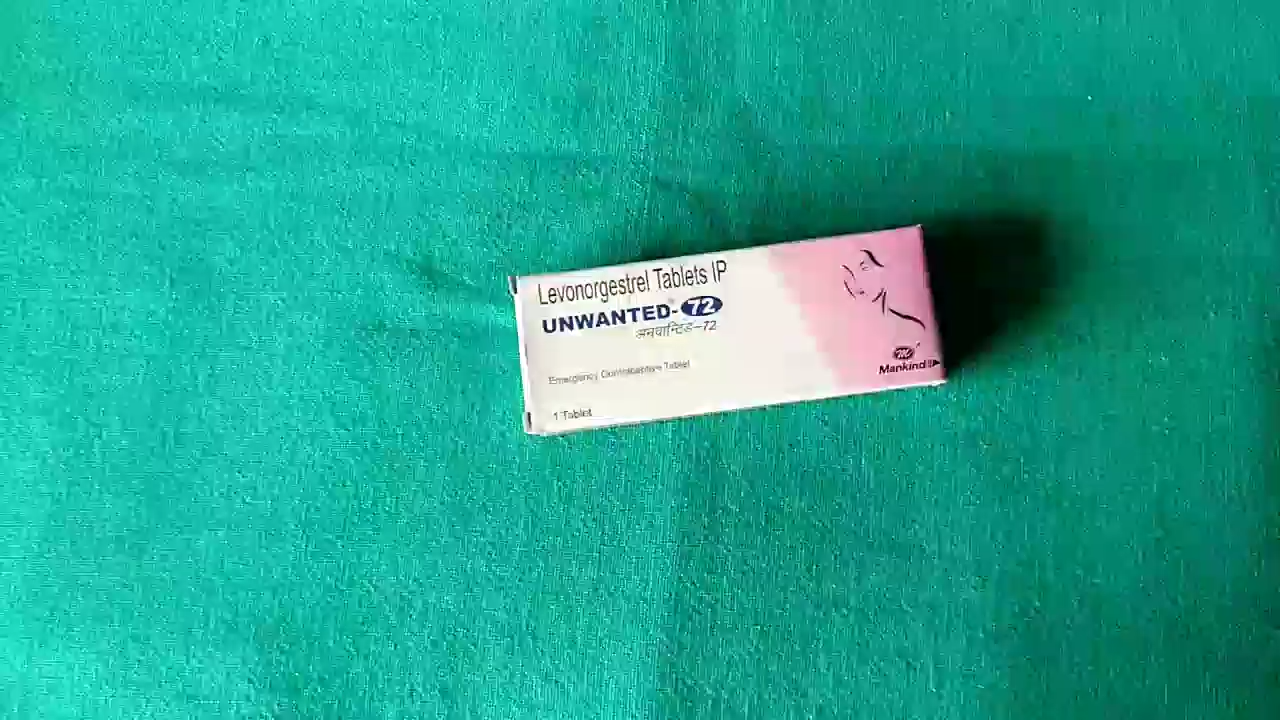 Levonorgestrel Tablets IP
UNWANTED®-72
अनवान्टिड-72
Emergency Contraceptive Tablet
1 Tablet
m
Mankind